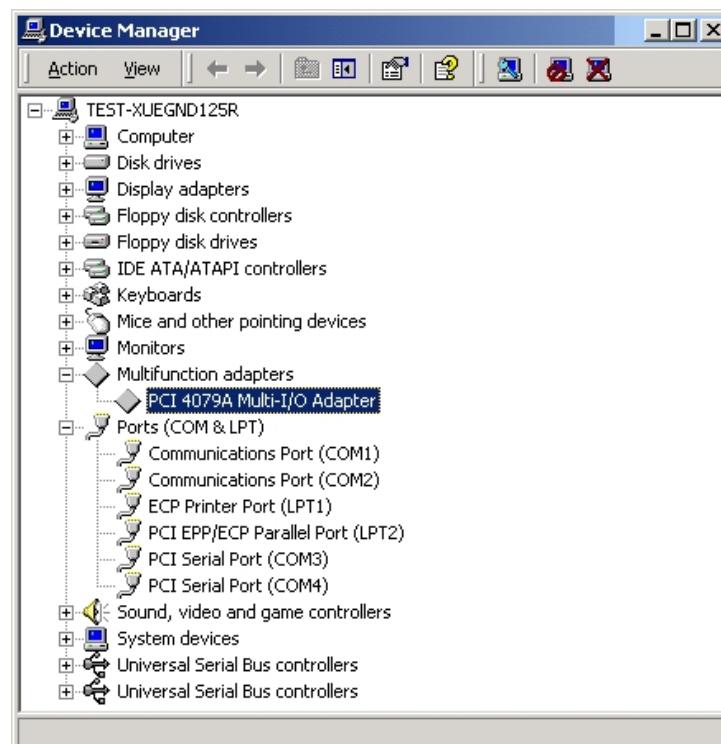 Device Manager
Action View
TEST-XUEGND125R
Computer
Disk drives
Display adapters
Floppy disk controllers
Floppy disk drives
IDE ATA/ATAPI controllers
Keyboards
Mice and other pointing devices
Monitors
Multifunction adapters
PCI 4079A Multi-I/O Adapter
Ports (COM & LPT)
Communications Port (COM1)
Communications Port (COM2)
ECP Printer Port (LPT1)
PCI EPP/ECP Parallel Port (LPT2)
PCI Serial Port (COM3)
PCI Serial Port (COM4)
Sound, video and game controllers
System devices
Universal Serial Bus controllers
Universal Serial Bus controllers